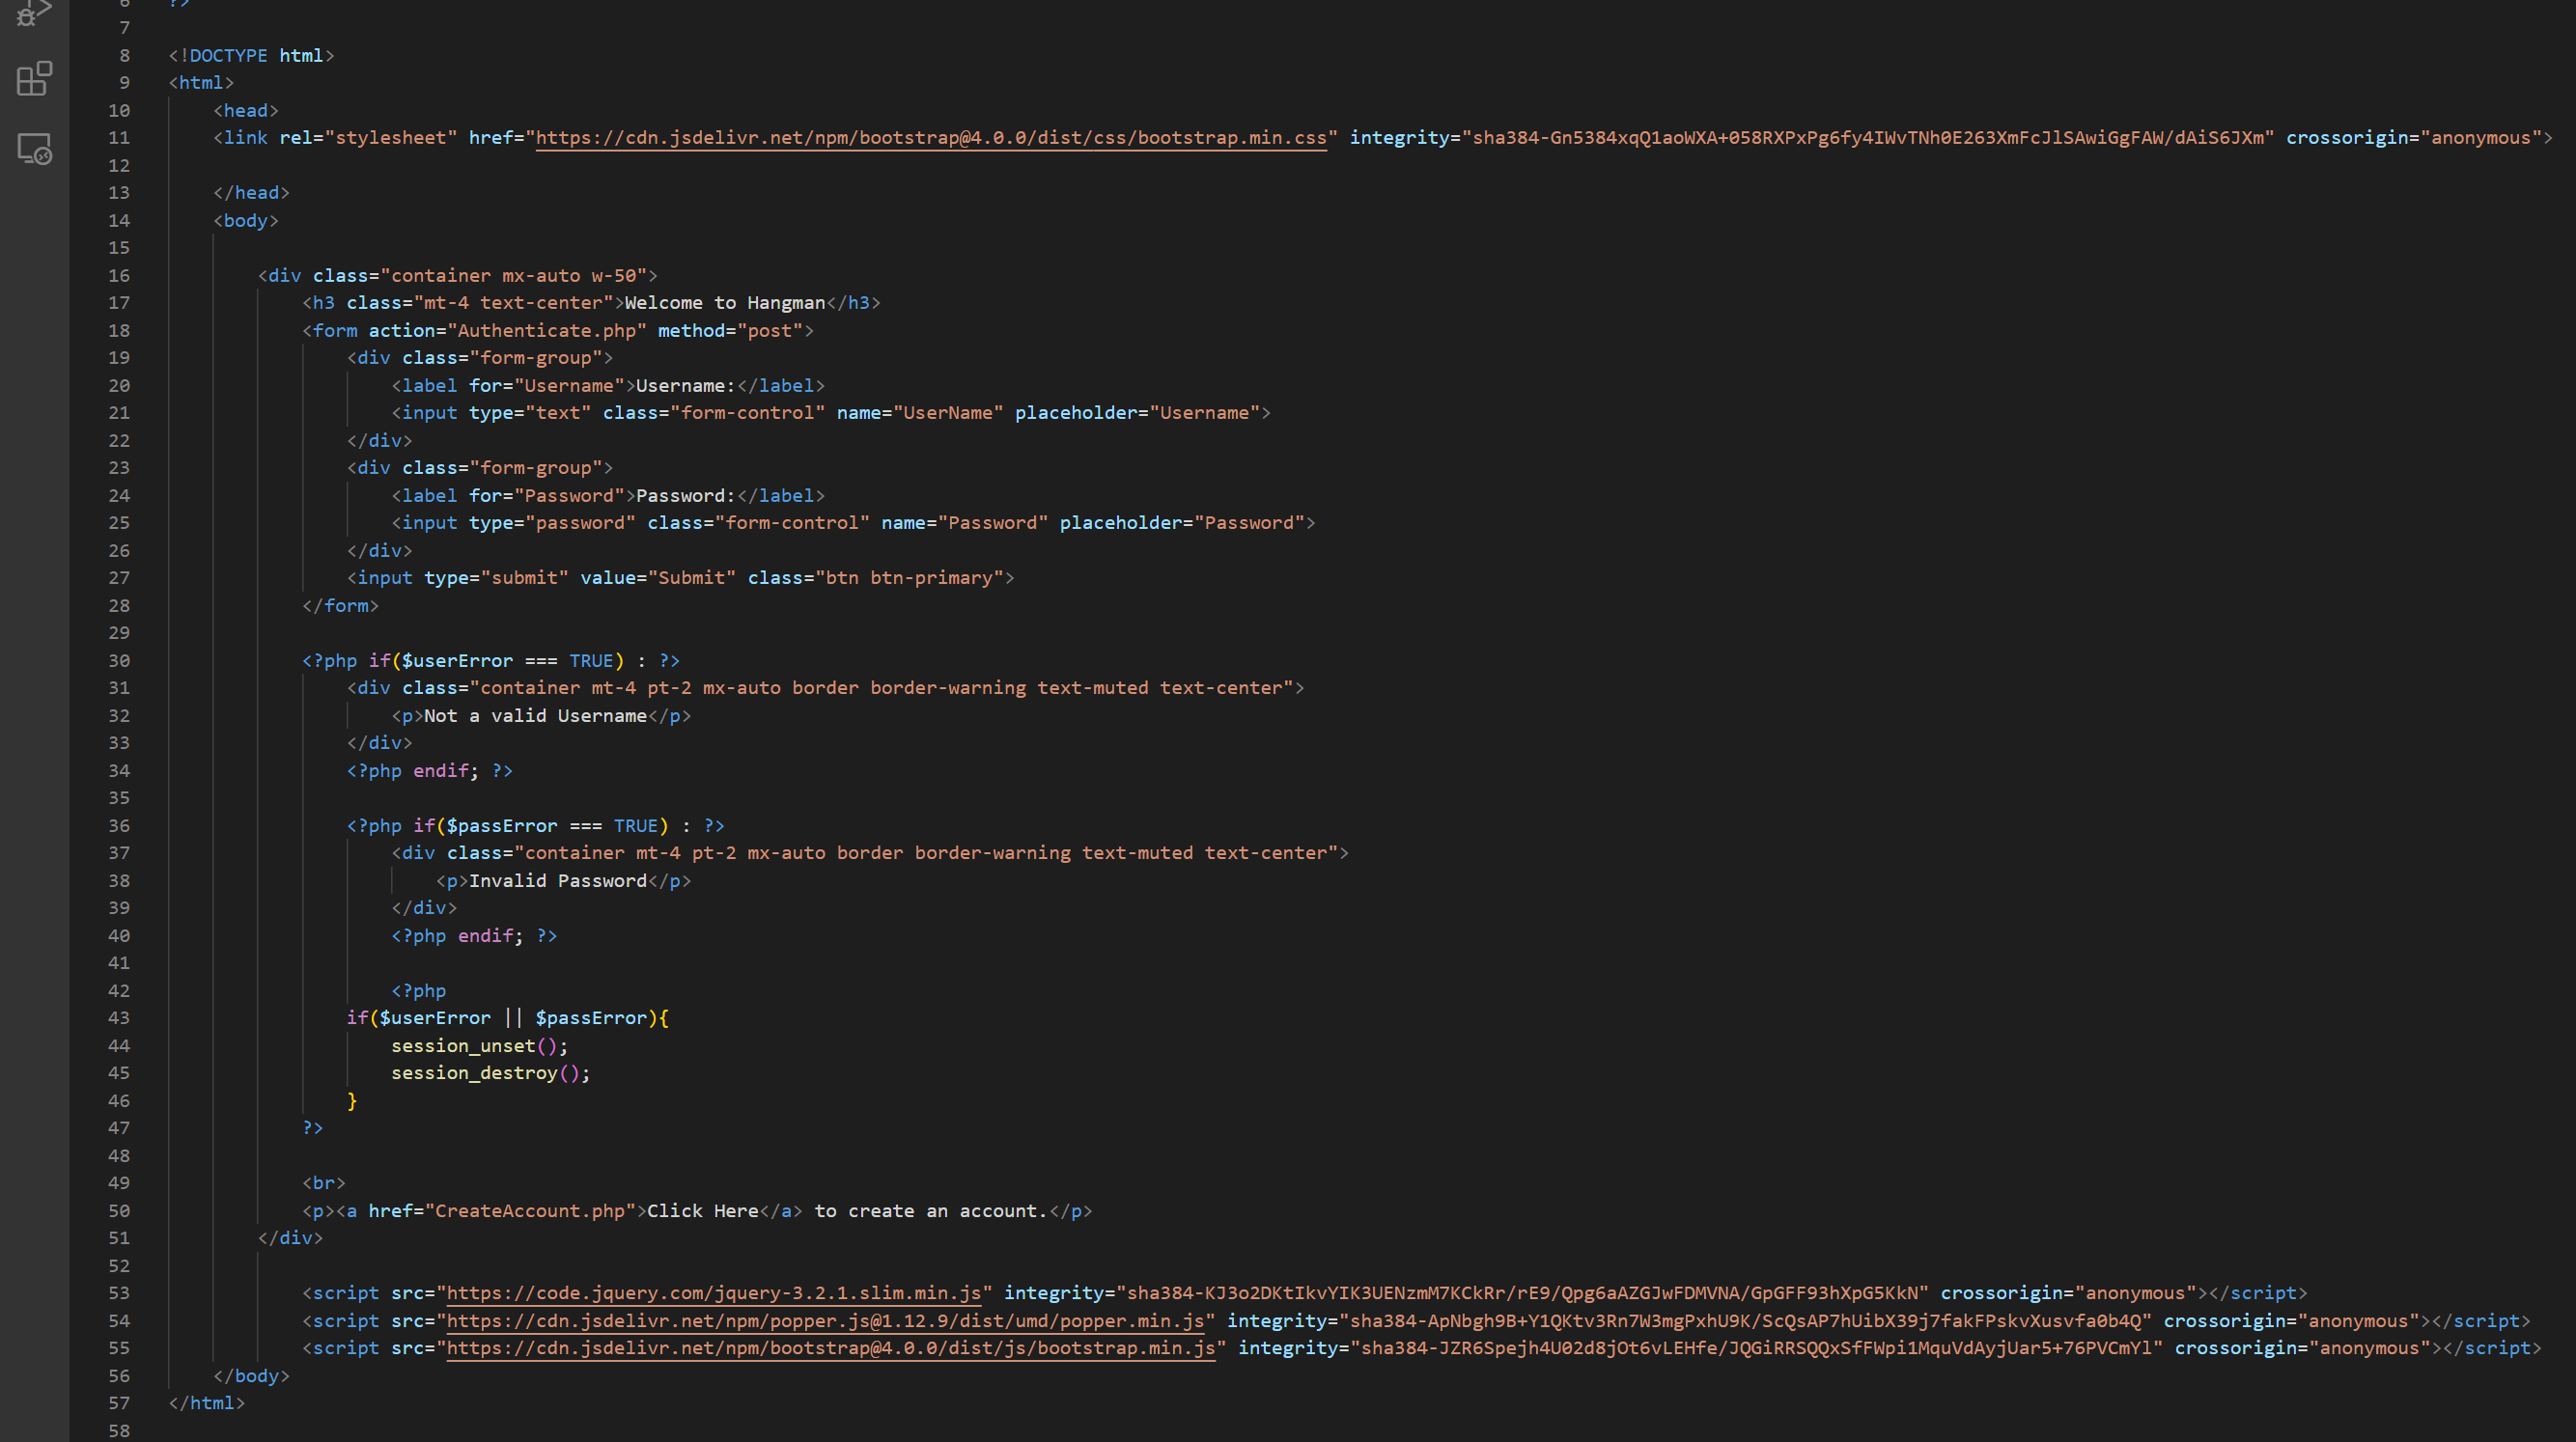 6 ?>
7
8 <!DOCTYPE html>
9 <html>
10 <head>
11 <link rel="stylesheet" href="https://cdn.jsdelivr.net/npm/bootstrap@4.0.0/dist/css/bootstrap.min.css" integrity="sha384-Gn5384xqQ1aoWXA+058RXPxPg6fy4IWvTNh0E263XmFcJlSAwiGgFAW/dAiS6JXm" crossorigin="anonymous">
12
13 </head>
14 <body>
15
16 <div class="container mx-auto w-50">
17 <h3 class="mt-4 text-center">Welcome to Hangman</h3>
18 <form action="Authenticate.php" method="post">
19 <div class="form-group">
20 <label for="Username">Username:</label>
21 <input type="text" class="form-control" name="UserName" placeholder="Username">
22 </div>
23 <div class="form-group">
24 <label for="Password">Password:</label>
25 <input type="password" class="form-control" name="Password" placeholder="Password">
26 </div>
27 <input type="submit" value="Submit" class="btn btn-primary">
28 </form>
29
30 <?php if($userError === TRUE) : ?>
31 <div class="container mt-4 pt-2 mx-auto border border-warning text-muted text-center">
32 <p>Not a valid Username</p>
33 </div>
34 <?php endif; ?>
35
36 <?php if($passError === TRUE) : ?>
37 <div class="container mt-4 pt-2 mx-auto border border-warning text-muted text-center">
38 <p>Invalid Password</p>
39 </div>
40 <?php endif; ?>
41
42 <?php
43 if($userError || $passError){
44 session_unset();
45 session_destroy();
46 }
47 ?>
48
49 <br>
50 <p><a href="CreateAccount.php">Click Here</a> to create an account.</p>
51 </div>
52
53 <script src="https://code.jquery.com/jquery-3.2.1.slim.min.js" integrity="sha384-KJ3o2DKtIkvYIK3UENzmM7KCkRr/rE9/Qpg6aAZGJwFDMVNA/GpGFF93hXpG5KkN" crossorigin="anonymous"></script>
54 <script src="https://cdn.jsdelivr.net/npm/popper.js@1.12.9/dist/umd/popper.min.js" integrity="sha384-ApNbgh9B+Y1QKtv3Rn7W3mgPxhU9K/ScQsAP7hUibX39j7fakFPskvXusvfa0b4Q" crossorigin="anonymous"></script>
55 <script src="https://cdn.jsdelivr.net/npm/bootstrap@4.0.0/dist/js/bootstrap.min.js" integrity="sha384-JZR6Spejh4U02d8jOt6vLEHfe/JQGiRRSQQxSfFWpi1MquVdAyjUar5+76PVCmYl" crossorigin="anonymous"></script>
56 </body>
57 </html>
58